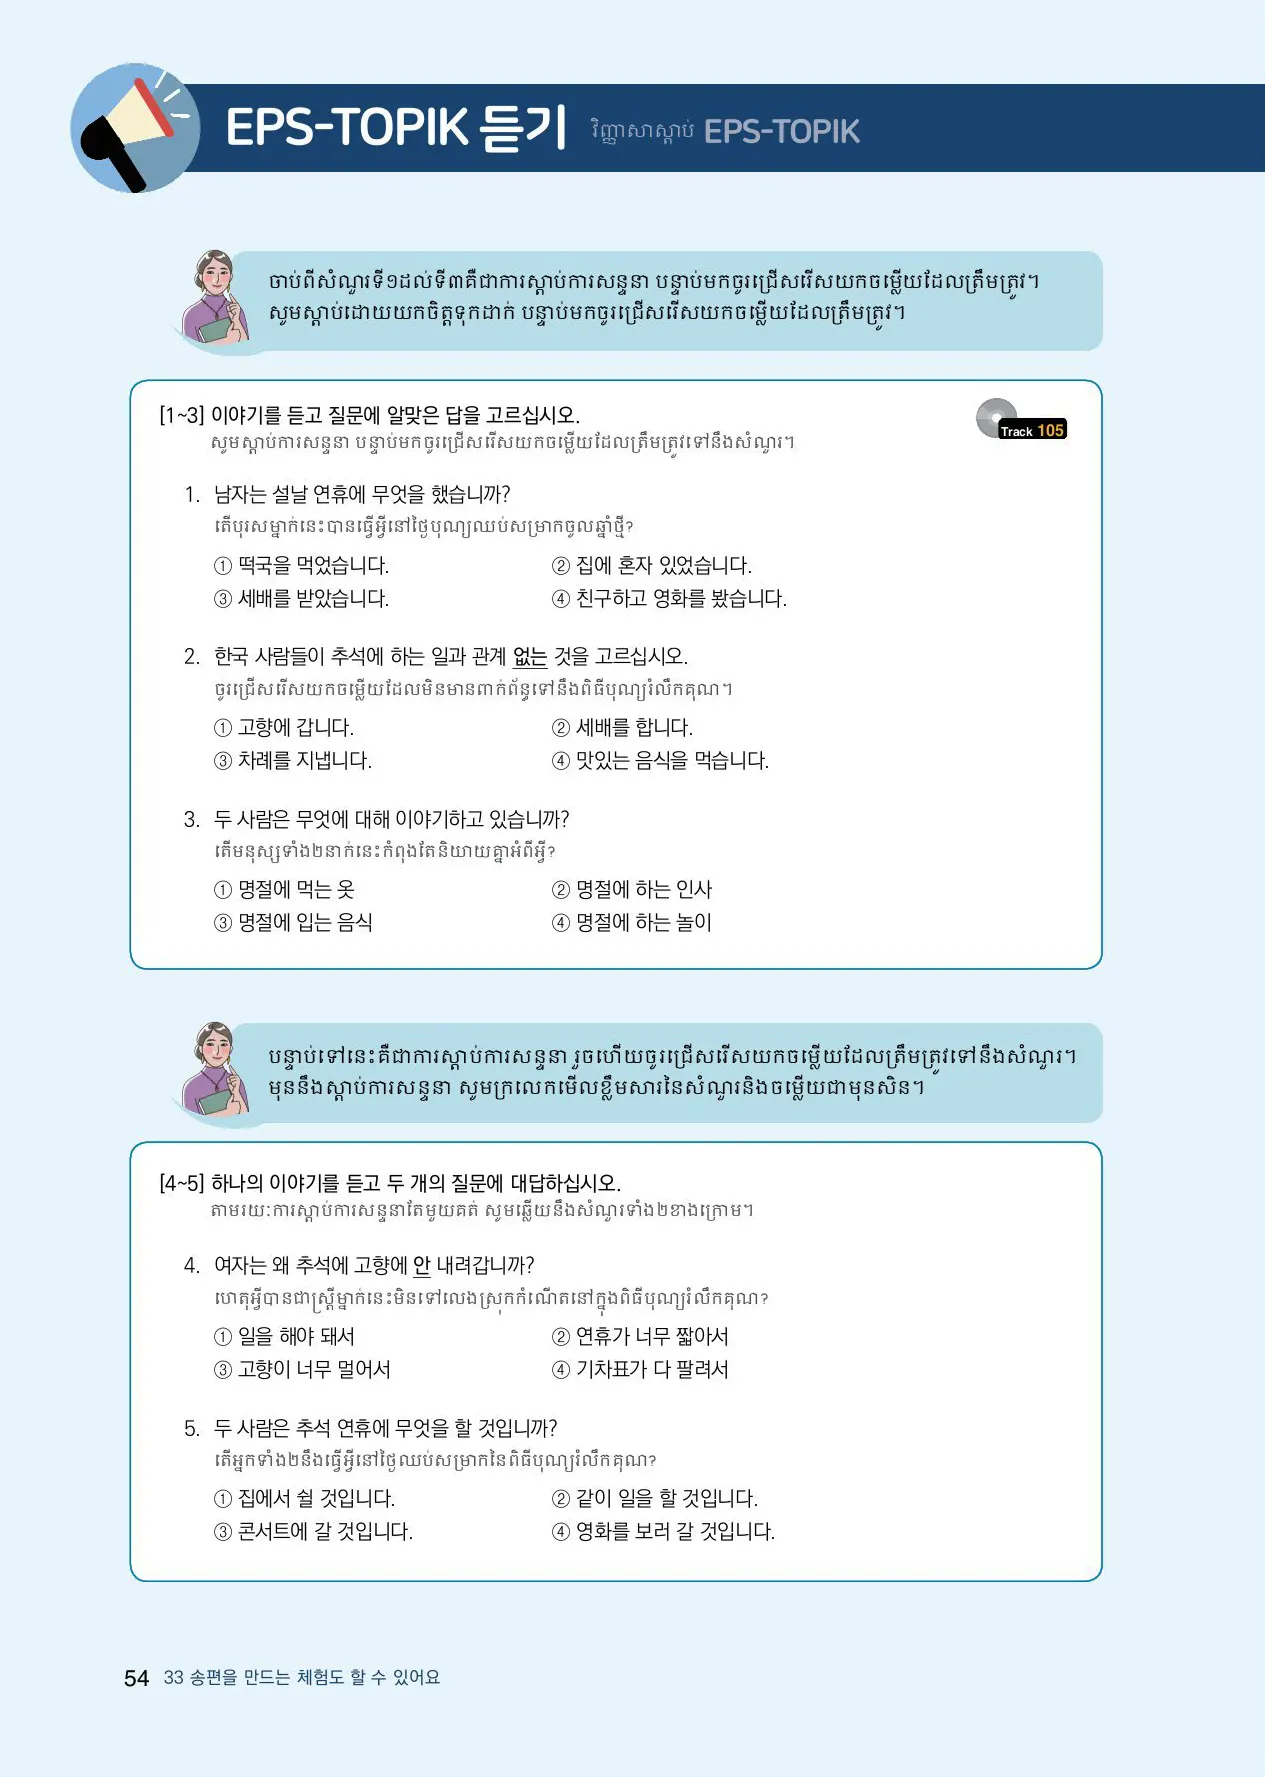 EPS-TOPIK 듣기 វិញ្ញាសាស្តាប់ EPS-TOPIK
ចាប់ពីសំណួរទី១ដល់ទី៣គឺជាការស្តាប់ការសន្ទនា បន្ទាប់មកចូរជ្រើសរើសយកចម្លើយដែលត្រឹមត្រូវ។
សូមស្តាប់ដោយយកចិត្តទុកដាក់ បន្ទាប់មកចូរជ្រើសរើសយកចម្លើយដែលត្រឹមត្រូវ។
[1~3] 이야기를 듣고 질문에 알맞은 답을 고르십시오.
Track 105
សូមស្តាប់ការសន្ទនា បន្ទាប់មកចូរជ្រើសរើសយកចម្លើយដែលត្រឹមត្រូវទៅនឹងសំណួរ។
1. 남자는 설날 연휴에 무엇을 했습니까?
តើបុរសម្នាក់នេះបានធ្វើអ្វីនៅថ្ងៃបុណ្យឈប់សម្រាកចូលឆ្នាំថ្មី?
① 떡국을 먹었습니다. ② 집에 혼자 있었습니다.
③ 세배를 받았습니다. ④ 친구하고 영화를 봤습니다.
2. 한국 사람들이 추석에 하는 일과 관계 없는 것을 고르십시오.
ចូរជ្រើសរើសយកចម្លើយដែលមិនមានពាក់ព័ន្ធទៅនឹងពិធីបុណ្យរំលឹកគុណ។
① 고향에 갑니다. ② 세배를 합니다.
③ 차례를 지냅니다. ④ 맛있는 음식을 먹습니다.
3. 두 사람은 무엇에 대해 이야기하고 있습니까?
តើមនុស្សទាំង២នាក់នេះកំពុងតែនិយាយគ្នាអំពីអ្វី?
① 명절에 먹는 옷 ② 명절에 하는 인사
③ 명절에 입는 음식 ④ 명절에 하는 놀이
បន្ទាប់ទៅនេះគឺជាការស្តាប់ការសន្ទនា រួចហើយចូរជ្រើសរើសយកចម្លើយដែលត្រឹមត្រូវទៅនឹងសំណួរ។
មុននឹងស្តាប់ការសន្ទនា សូមក្រលេកមើលខ្លឹមសារនៃសំណួរនិងចម្លើយជាមុនសិន។
[4~5] 하나의 이야기를 듣고 두 개의 질문에 대답하십시오.
តាមរយៈការស្តាប់ការសន្ទនាតែមួយគត់ សូមឆ្លើយនឹងសំណួរទាំង២ខាងក្រោម។
4. 여자는 왜 추석에 고향에 안 내려갑니까?
ហេតុអ្វីបានជាស្ត្រីម្នាក់នេះមិនទៅលេងស្រុកកំណើតនៅក្នុងពិធីបុណ្យរំលឹកគុណ?
① 일을 해야 돼서 ② 연휴가 너무 짧아서
③ 고향이 너무 멀어서 ④ 기차표가 다 팔려서
5. 두 사람은 추석 연휴에 무엇을 할 것입니까?
តើអ្នកទាំង២នឹងធ្វើអ្វីនៅថ្ងៃឈប់សម្រាកនៃពិធីបុណ្យរំលឹកគុណ?
① 집에서 쉴 것입니다. ② 같이 일을 할 것입니다.
③ 콘서트에 갈 것입니다. ④ 영화를 보러 갈 것입니다.
54 33 송편을 만드는 체험도 할 수 있어요